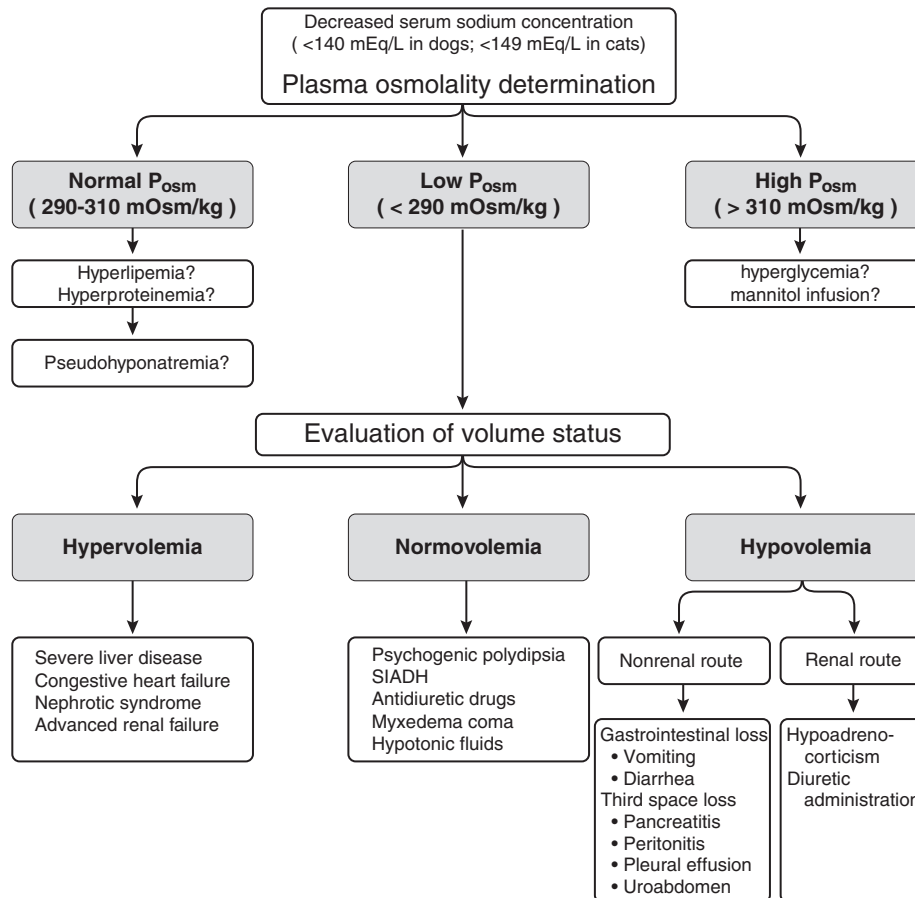 Decreased serum sodium concentration
( <140 mEq/L in dogs; <149 mEq/L in cats)
Plasma osmolality determination
Normal Posm
( 290-310 mOsm/kg )
Low Posm
( < 290 mOsm/kg )
High Posm
( > 310 mOsm/kg )
Hyperlipemia?
Hyperproteinemia?
hyperglycemia?
mannitol infusion?
Pseudohyponatremia?
Evaluation of volume status
Hypervolemia
Normovolemia
Hypovolemia
Severe liver disease
Congestive heart failure
Nephrotic syndrome
Advanced renal failure
Psychogenic polydipsia
SIADH
Antidiuretic drugs
Myxedema coma
Hypotonic fluids
Nonrenal route
Renal route
Gastrointestinal loss
• Vomiting
• Diarrhea
Third space loss
• Pancreatitis
• Peritonitis
• Pleural effusion
• Uroabdomen
Hypoadreno-
corticism
Diuretic
administration